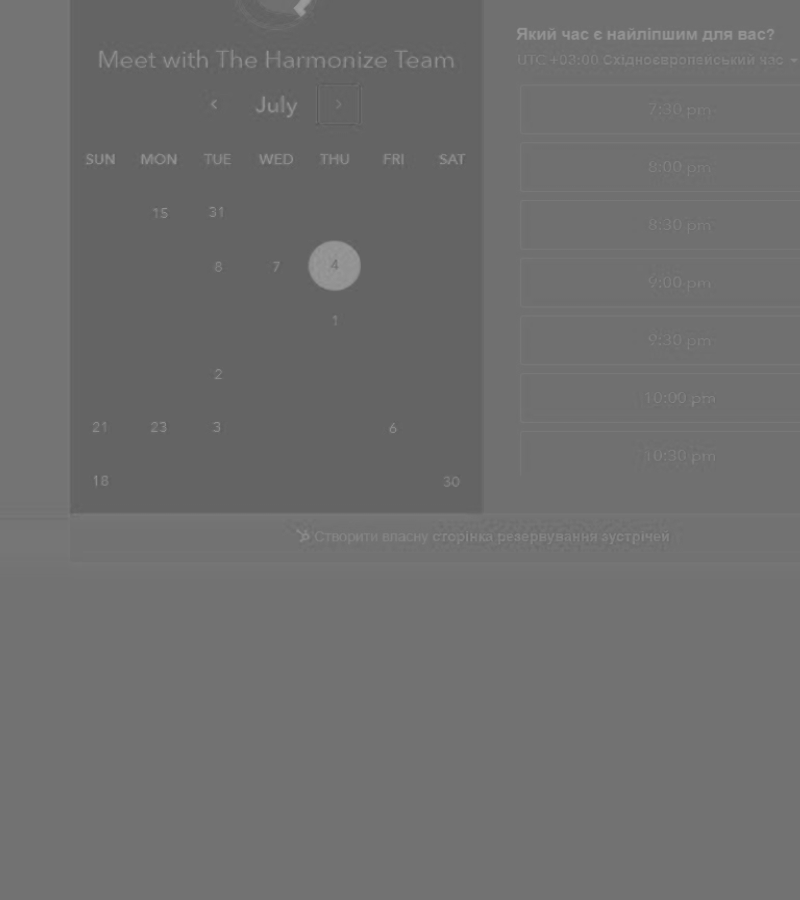 Meet with The Harmonize Team
July
SUN MON TUE WED THU FRI SAT
15 31
8 7 4
1
2
21 23 3 6
18 30
Який час є найліпшим для вас?
UTC +03:00 Східноєвропейський час
7:30 pm
8:00 pm
8:30 pm
9:00 pm
9:30 pm
10:00 pm
10:30 pm
Створити власну сторінка резервування зустрічей